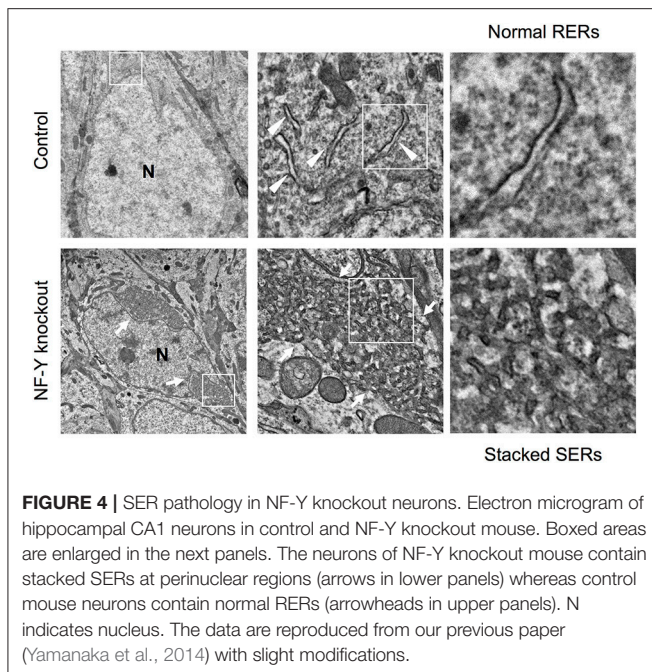 Normal RERs
Control
N
NF-Y knockout
N
Stacked SERs
FIGURE 4 | SER pathology in NF-Y knockout neurons. Electron microgram of
hippocampal CA1 neurons in control and NF-Y knockout mouse. Boxed areas
are enlarged in the next panels. The neurons of NF-Y knockout mouse contain
stacked SERs at perinuclear regions (arrows in lower panels) whereas control
mouse neurons contain normal RERs (arrowheads in upper panels). N
indicates nucleus. The data are reproduced from our previous paper
(Yamanaka et al., 2014) with slight modifications.